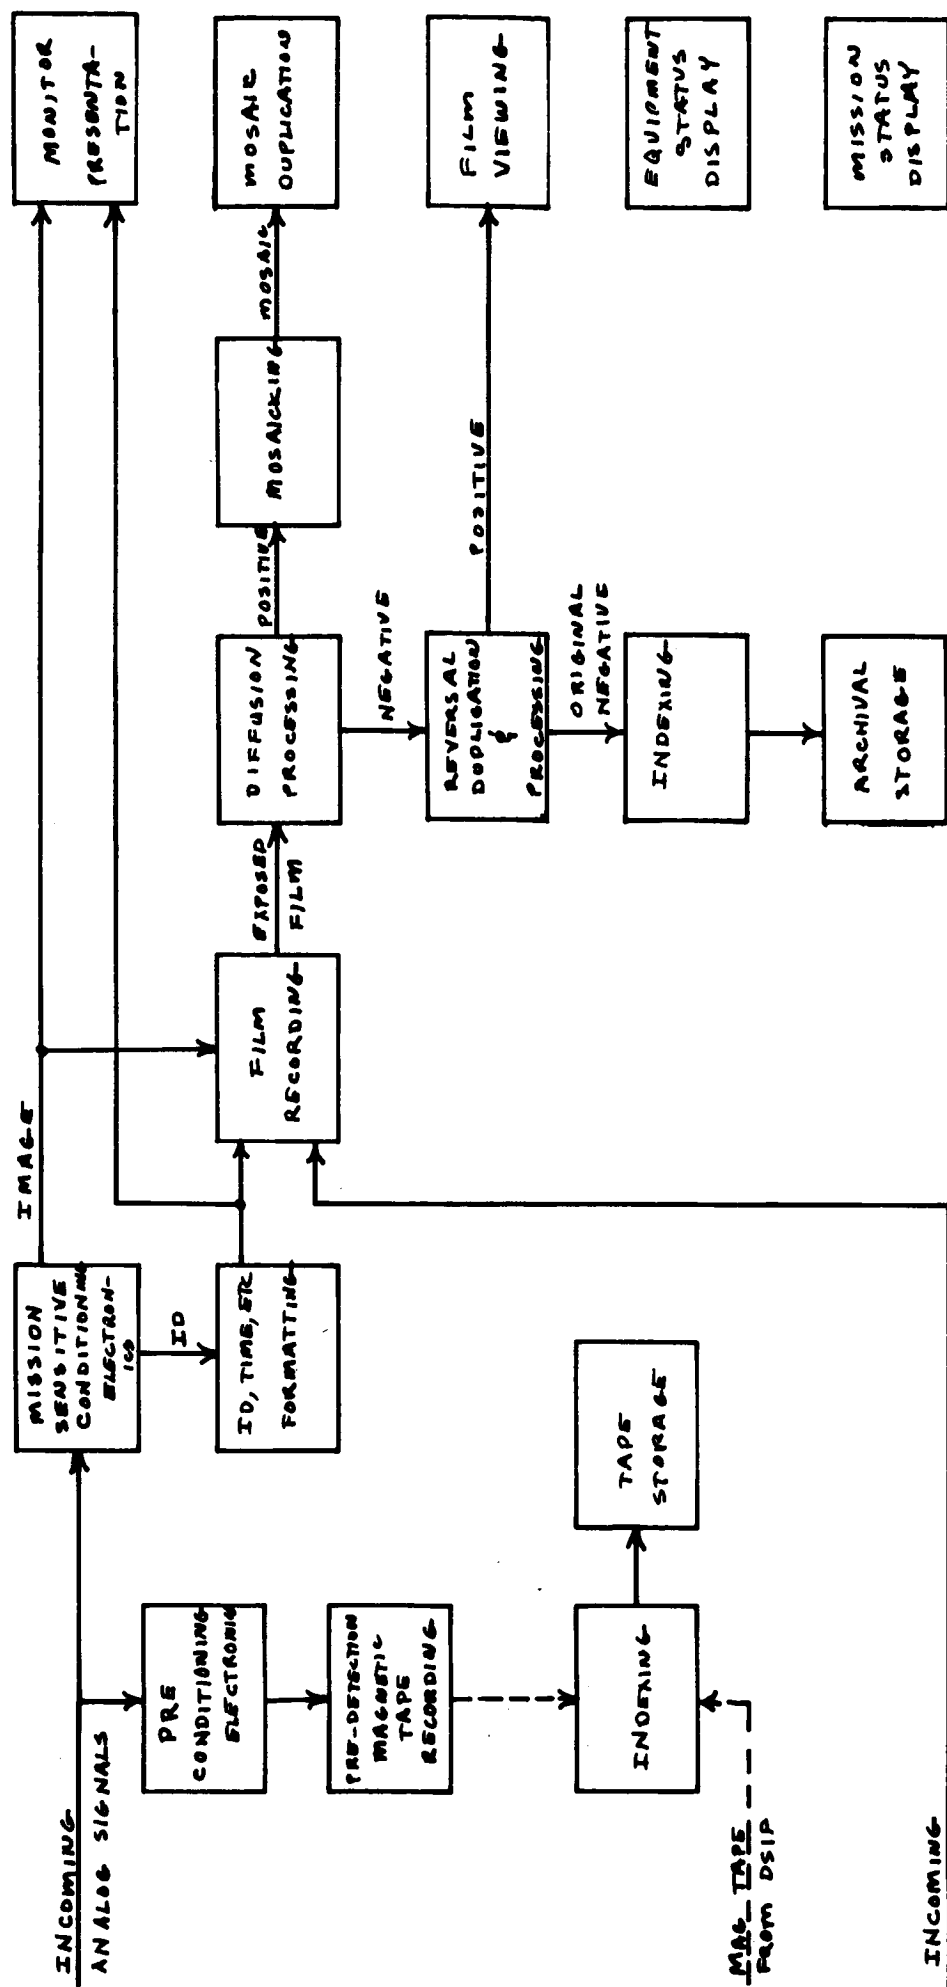 INCOMING
ANALOG SIGNALS
MISSION
SENSITIVE
CONDITIONING
ELECTRON-
ICS
IMAGE
MONITOR
PRESENTA-
TION
ID
PRE
CONDITIONING
ELECTRONIC
ID, TIME, ETC
FORMATTING
FILM
RECORDING
EXPOSED
FILM
DIFFUSION
PROCESSING
POSITIVE
MOSAICKING
MOSAIC
MOSAIC
DUPLICATION
PRE-DETECTION
MAGNETIC
TAPE
RECORDING
NEGATIVE
REVERSAL
DUPLICATION
&
PROCESSING
POSITIVE
FILM
VIEWING
INDEXING
TAPE
STORAGE
ORIGINAL
NEGATIVE
INDEXING
EQUIPMENT
STATUS
DISPLAY
MAG TAPE
FROM DSIF
ARCHIVAL
STORAGE
MISSION
STATUS
DISPLAY
INCOMING